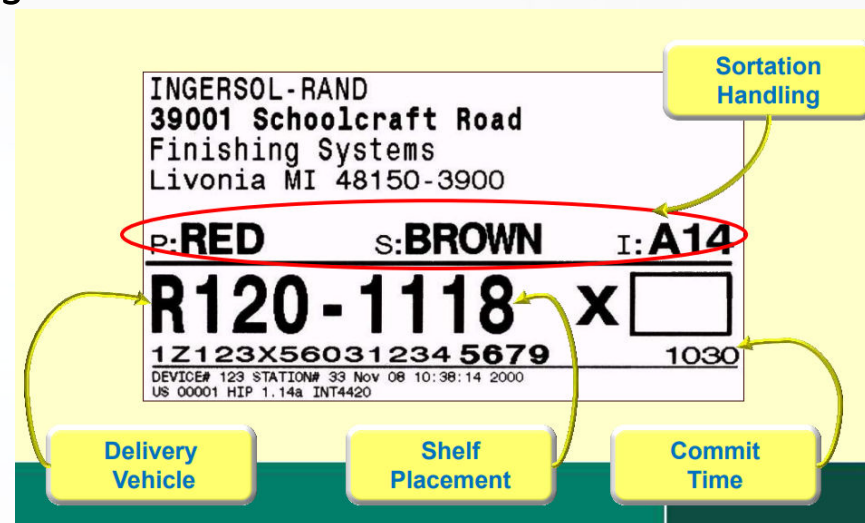 Sortation
Handling
INGERSOL-RAND
39001 Schoolcraft Road
Finishing Systems
Livonia MI 48150-3900
P:RED S:BROWN I:A14
R120-1118 X
1Z123X56031234 5679 1030
DEVICE# 123 STATION# 33 Nov 08 10:38:14 2000
US 00001 HIP 1.14a INT4420
Delivery
Vehicle
Shelf
Placement
Commit
Time